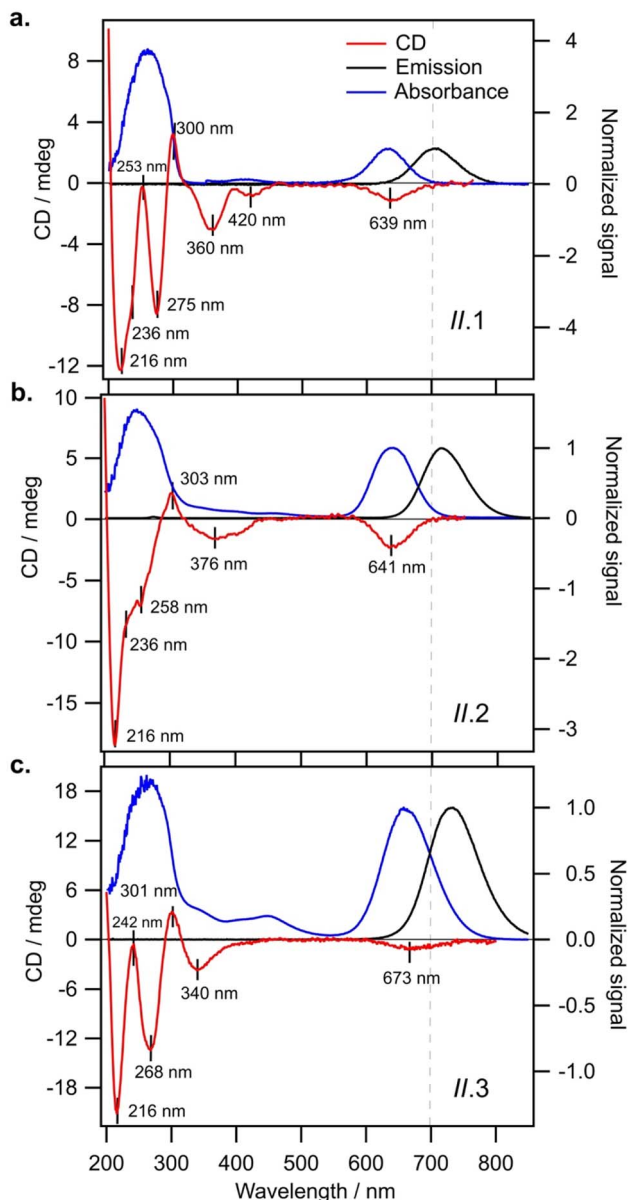 a.
CD
Emission
Absorbance
8
4
0
-4
-8
-12
CD / mdeg
4
2
0
-2
-4
Normalized signal
300 nm
253 nm
420 nm
360 nm
639 nm
275 nm
236 nm
216 nm
II.1
b.
10
5
0
-5
-10
-15
CD / mdeg
1
0
-1
-2
-3
Normalized signal
303 nm
376 nm
641 nm
258 nm
236 nm
216 nm
II.2
c.
18
12
6
0
-6
-12
-18
CD / mdeg
1.0
0.5
0.0
-0.5
-1.0
Normalized signal
301 nm
242 nm
340 nm
673 nm
268 nm
216 nm
II.3
200 300 400 500 600 700 800
Wavelength / nm